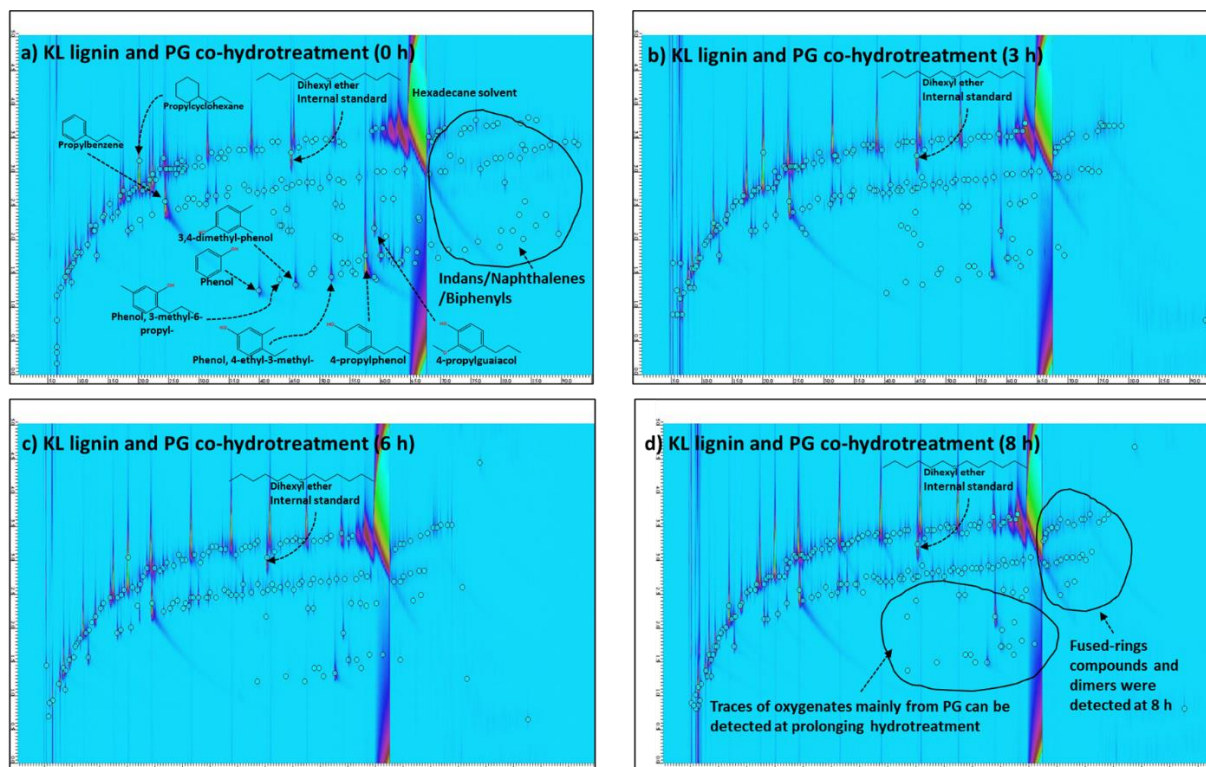 a) KL lignin and PG co-hydrotreatment (0 h)
Dihexyl ether
Internal standard
Hexadecane solvent
Propylcyclohexane
Propylbenzene
3,4-dimethyl-phenol
Phenol
Phenol, 3-methyl-6-
propyl-
Phenol, 4-ethyl-3-methyl-
4-propylphenol
4-propylguaiacol
Indans/Naphthalenes
/Biphenyls
b) KL lignin and PG co-hydrotreatment (3 h)
Dihexyl ether
Internal standard
c) KL lignin and PG co-hydrotreatment (6 h)
Dihexyl ether
Internal standard
d) KL lignin and PG co-hydrotreatment (8 h)
Dihexyl ether
Internal standard
Traces of oxygenates mainly from PG can be
detected at prolonging hydrotreatment
Fused-rings
compounds and
dimers were
detected at 8 h